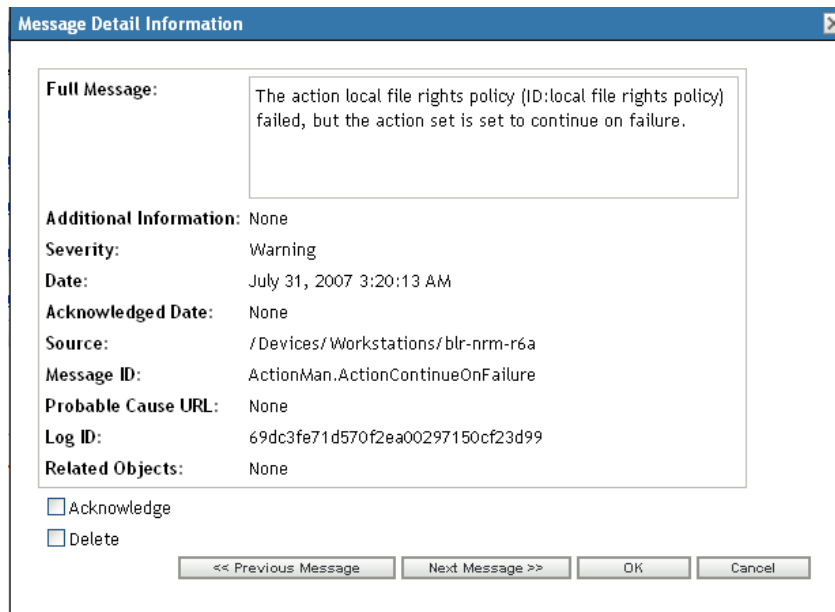 Message Detail Information
Full Message:
The action local file rights policy (ID:local file rights policy)
failed, but the action set is set to continue on failure.
Additional Information: None
Severity: Warning
Date: July 31, 2007 3:20:13 AM
Acknowledged Date: None
Source: /Devices/Workstations/blr-nrm-r6a
Message ID: ActionMan.ActionContinueOnFailure
Probable Cause URL: None
Log ID: 69dc3fe71d570f2ea00297150cf23d99
Related Objects: None
Acknowledge
Delete
<< Previous Message Next Message >> OK Cancel